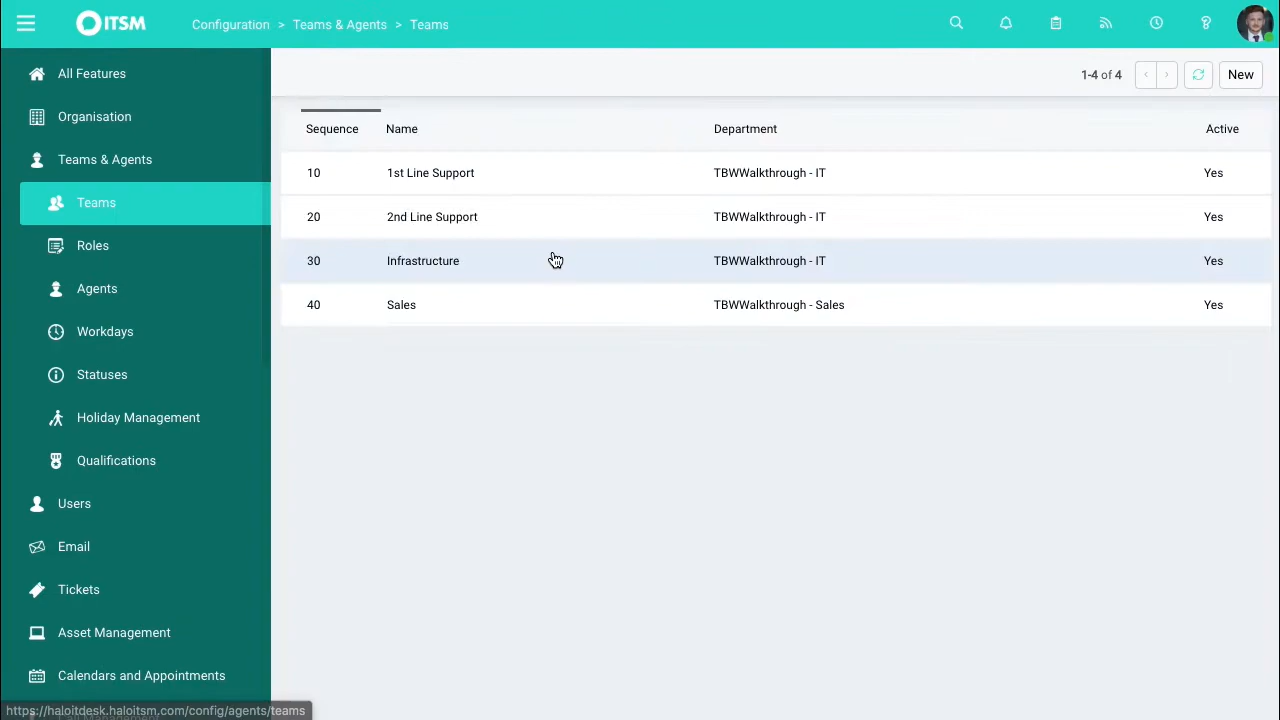 ITSM
Configuration > Teams & Agents > Teams
All Features
Organisation
Teams & Agents
Teams
Roles
Agents
Workdays
Statuses
Holiday Management
Qualifications
Users
Email
Tickets
Asset Management
Calendars and Appointments
Call Management
https://haloitdesk.haloitsm.com/config/agents/teams
1-4 of 4
New
Sequence Name Department Active
10 1st Line Support TBWWalkthrough - IT Yes
20 2nd Line Support TBWWalkthrough - IT Yes
30 Infrastructure TBWWalkthrough - IT Yes
40 Sales TBWWalkthrough - Sales Yes